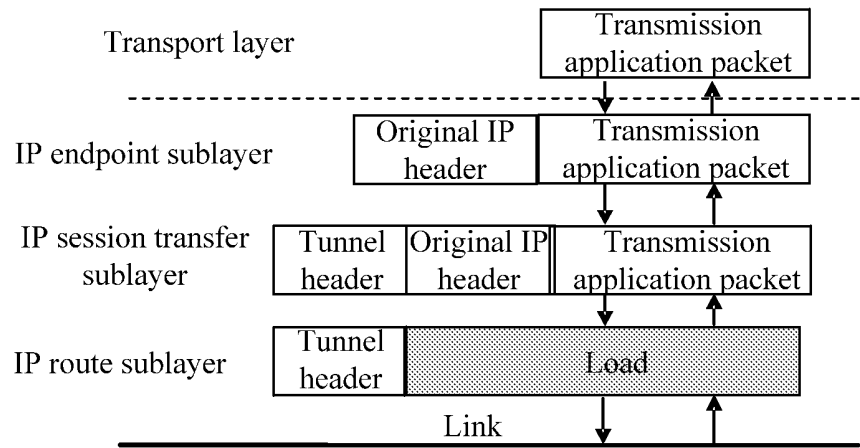 Transport layer
Transmission
application packet
IP endpoint sublayer
Original IP
header
Transmission
application packet
IP session transfer
sublayer
Tunnel
header
Original IP
header
Transmission
application packet
IP route sublayer
Tunnel
header
Load
Link